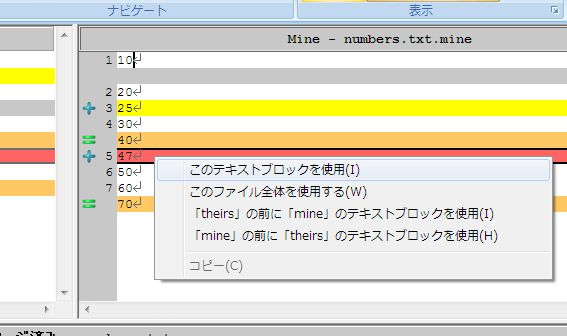 ナビゲート
表示
Mine - numbers.txt.mine
1 10↵
2 20↵
3 25↵
4 30↵
40↵
5 47↵
6 50↵
7 60↵
70↵
このテキストブロックを使用(I)
このファイル全体を使用する(W)
「theirs」の前に「mine」のテキストブロックを使用(I)
「mine」の前に「theirs」のテキストブロックを使用(H)
コピー(C)